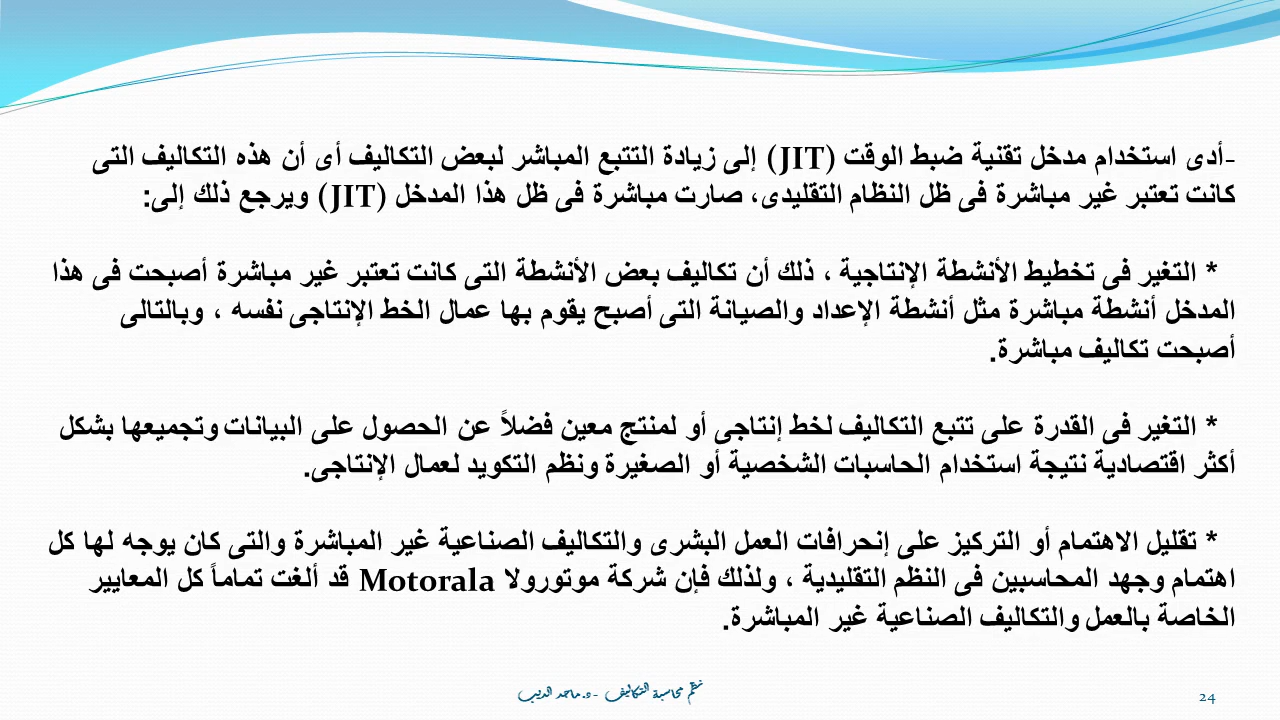 -أدى استخدام مدخل تقنية ضبط الوقت (JIT) إلى زيادة التتبع المباشر لبعض التكاليف أى أن هذه التكاليف التى
كانت تعتبر غير مباشرة فى ظل النظام التقليدى، صارت مباشرة فى ظل هذا المدخل (JIT) ويرجع ذلك إلى:
* التغير فى تخطيط الأنشطة الإنتاجية ، ذلك أن تكاليف بعض الأنشطة التى كانت تعتبر غير مباشرة أصبحت فى هذا
المدخل أنشطة مباشرة مثل أنشطة الإعداد والصيانة التى أصبح يقوم بها عمال الخط الإنتاجى نفسه ، وبالتالى
أصبحت تكاليف مباشرة.
* التغير فى القدرة على تتبع التكاليف لخط إنتاجى أو لمنتج معين فضلاً عن الحصول على البيانات وتجميعها بشكل
أكثر اقتصادية نتيجة استخدام الحاسبات الشخصية أو الصغيرة ونظم التكويد لعمال الإنتاجى.
* تقليل الاهتمام أو التركيز على إنحرافات العمل البشرى والتكاليف الصناعية غير المباشرة والتى كان يوجه لها كل
اهتمام وجهد المحاسبين فى النظم التقليدية ، ولذلك فإن شركة موتورولا Motorala قد ألغت تماماً كل المعايير
الخاصة بالعمل والتكاليف الصناعية غير المباشرة.
نظم محاسبة التكاليف - د. ماجد الديب
24